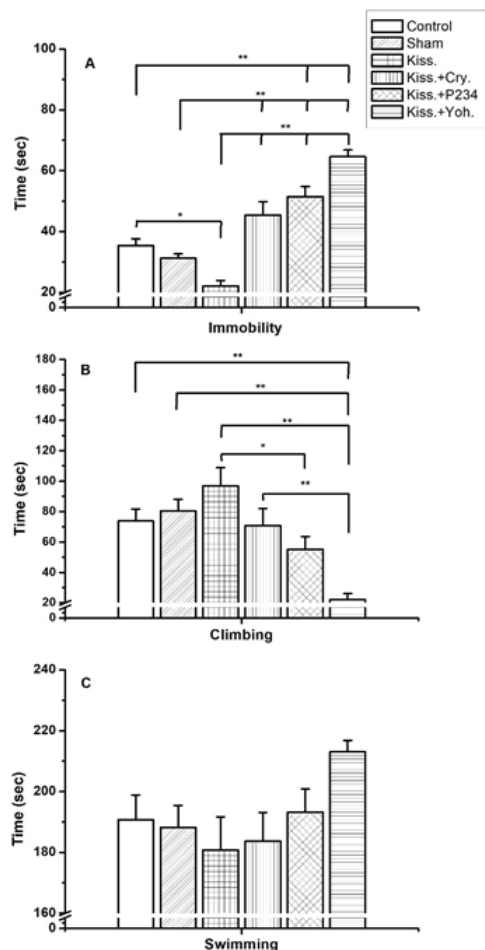 Control
Sham
Kiss.
Kiss.+Cry.
Kiss.+P234
Kiss.+Yoh.
A
100
80
60
40
20
0
Time (sec)
**
**
**
*
Immobility
B
180
160
140
120
100
80
60
40
20
0
Time (sec)
**
**
**
*
**
Climbing
C
240
220
200
180
160
0
Time (sec)
Swimming